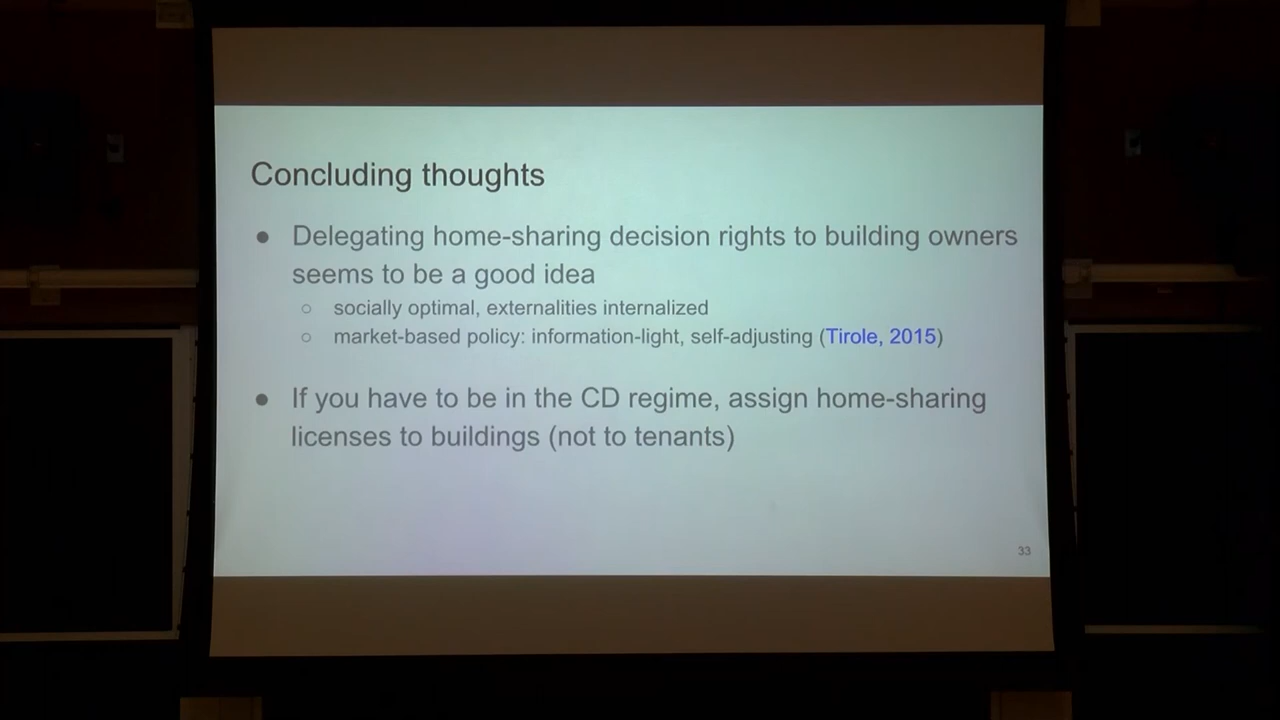 Concluding thoughts
● Delegating home-sharing decision rights to building owners
seems to be a good idea
○ socially optimal, externalities internalized
○ market-based policy: information-light, self-adjusting (Tirole, 2015)
● If you have to be in the CD regime, assign home-sharing
licenses to buildings (not to tenants)
33